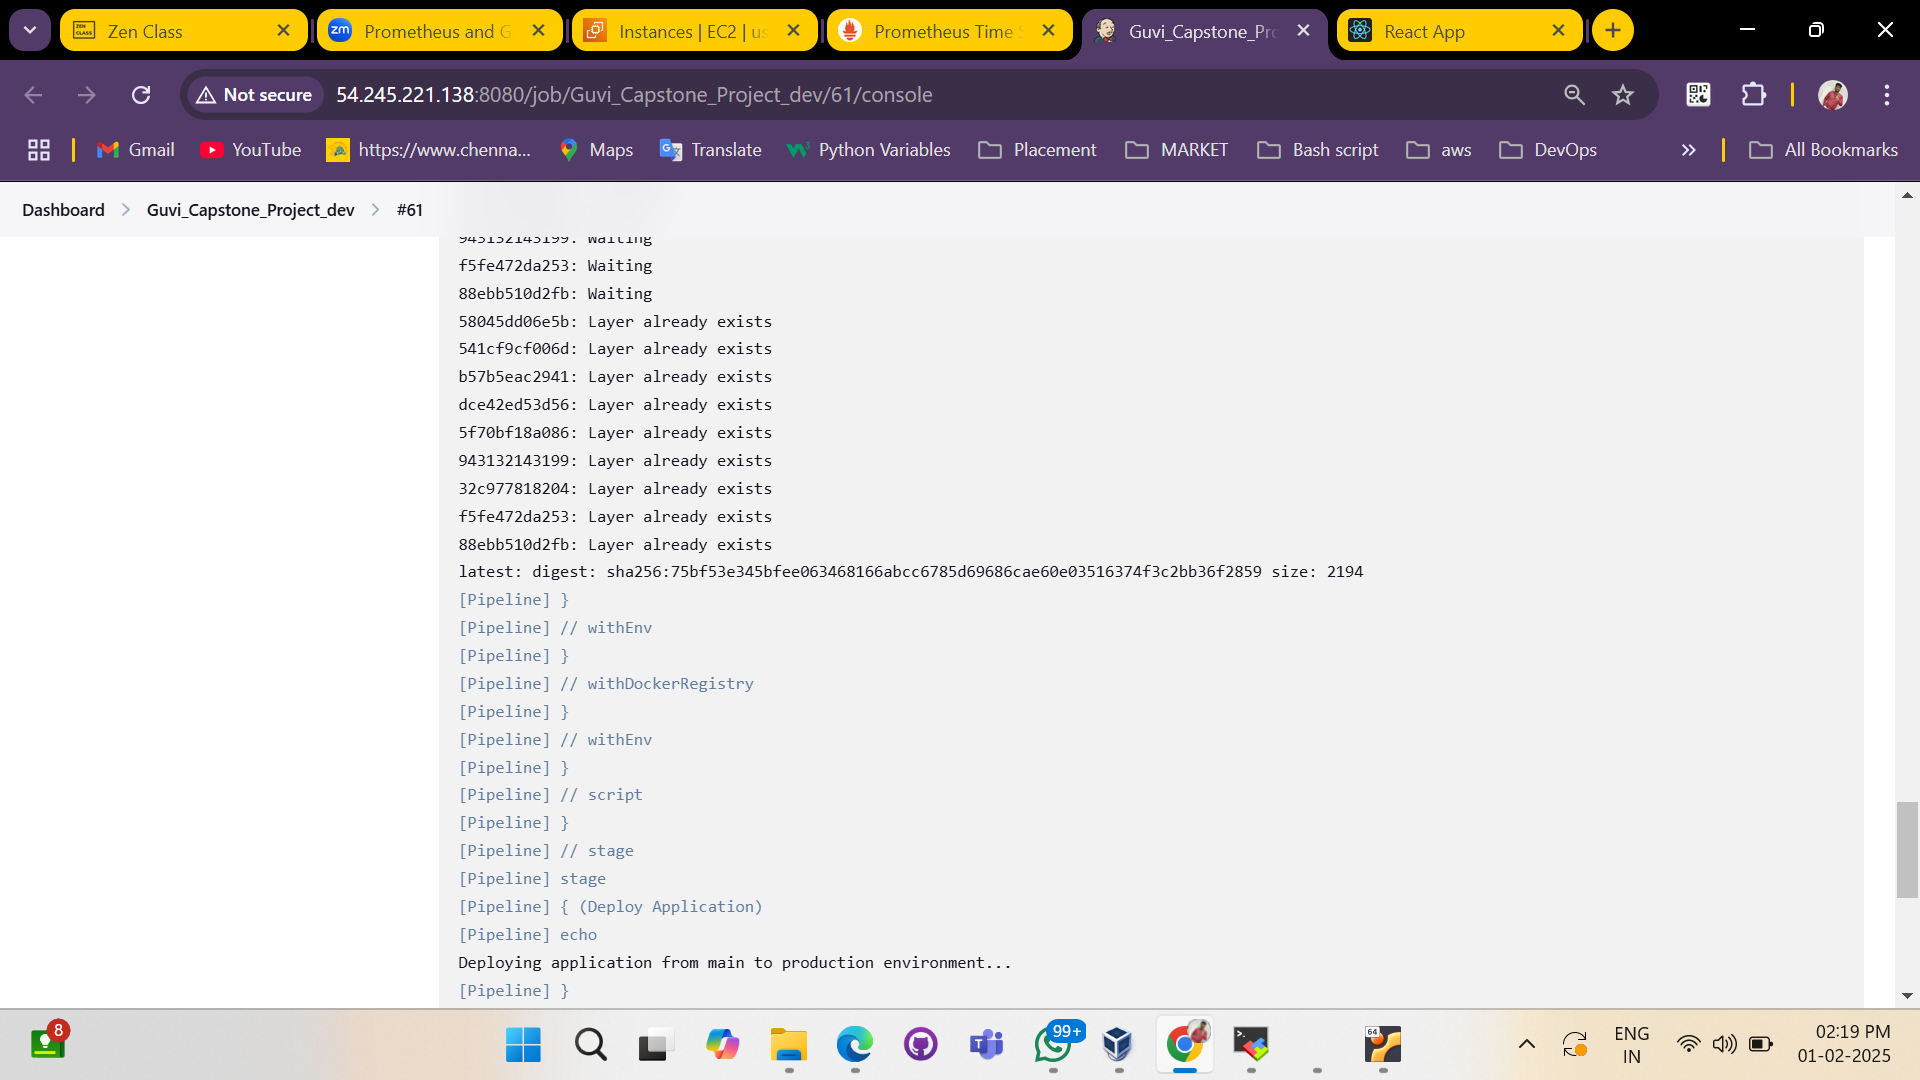 Zen Class
Prometheus and G
Instances | EC2 | us
Prometheus Time S
Guvi_Capstone_Pro
React App
Not secure
54.245.221.138:8080/job/Guvi_Capstone_Project_dev/61/console
Gmail
YouTube
https://www.chenna...
Maps
Translate
Python Variables
Placement
MARKET
Bash script
aws
DevOps
All Bookmarks
Dashboard
Guvi_Capstone_Project_dev
#61
943132143199: Waiting
f5fe472da253: Waiting
88ebb510d2fb: Waiting
58045dd06e5b: Layer already exists
541cf9cf006d: Layer already exists
b57b5eac2941: Layer already exists
dce42ed53d56: Layer already exists
5f70bf18a086: Layer already exists
943132143199: Layer already exists
32c977818204: Layer already exists
f5fe472da253: Layer already exists
88ebb510d2fb: Layer already exists
latest: digest: sha256:75bf53e345bfee063468166abcc6785d69686cae60e03516374f3c2bb36f2859 size: 2194
[Pipeline] }
[Pipeline] // withEnv
[Pipeline] }
[Pipeline] // withDockerRegistry
[Pipeline] }
[Pipeline] // withEnv
[Pipeline] }
[Pipeline] // script
[Pipeline] }
[Pipeline] // stage
[Pipeline] stage
[Pipeline] { (Deploy Application)
[Pipeline] echo
Deploying application from main to production environment...
[Pipeline] }
8
99+
64
ENG
IN
02:19 PM
01-02-2025